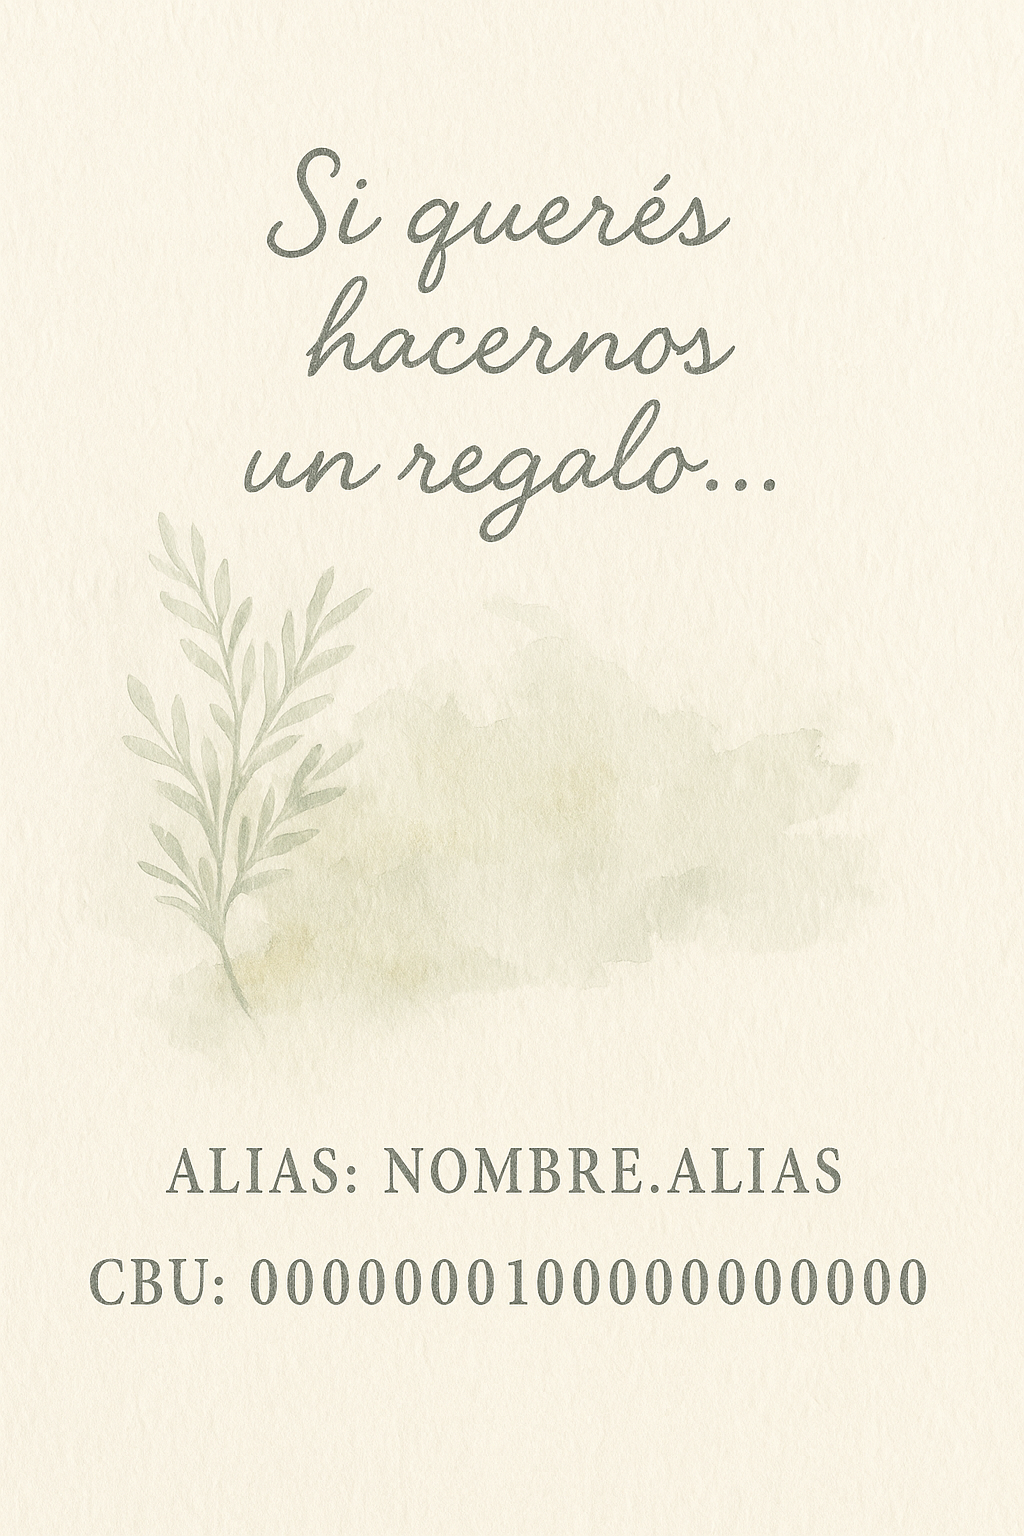 Si querés
hacernos
un regalo...
ALIAS: NOMBRE.ALIAS
CBU: 0000000100000000000